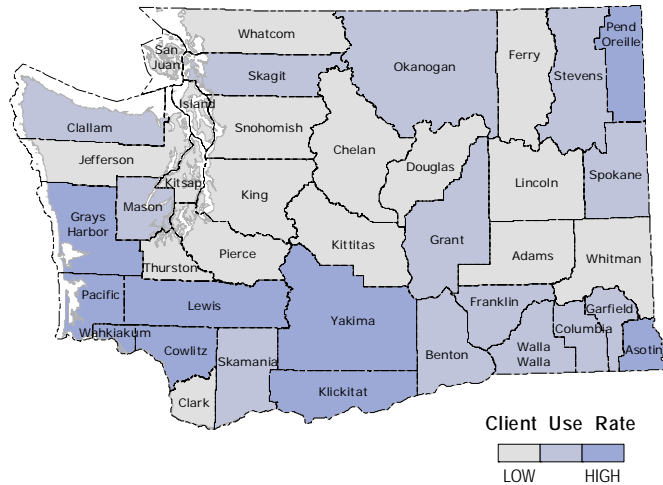 Whatcom
San
Juan
Skagit
Island
Okanogan
Ferry
Stevens
Pend
Oreille
Clallam
Snohomish
Chelan
Jefferson
Douglas
Kitsap
King
Lincoln
Spokane
Mason
Grays
Harbor
Grant
Kittitas
Pierce
Adams
Whitman
Thurston
Pacific
Lewis
Yakima
Franklin
Garfield
Wahkiakum
Columbia
Cowlitz
Skamania
Benton
Walla
Walla
Asotin
Klickitat
Clark
Client Use Rate
LOW
HIGH